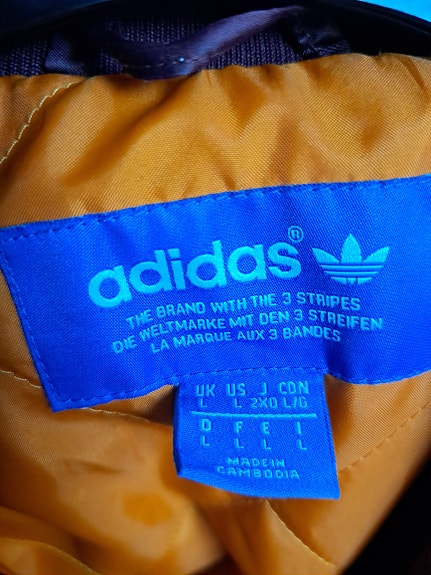 adidas®
THE BRAND WITH THE 3 STRIPES
DIE WELTMARKE MIT DEN 3 STREIFEN
LA MARQUE AUX 3 BANDES
UK US J CON
L L 2XO L/G
D F E I
L L L L
MADE IN
CAMBODIA